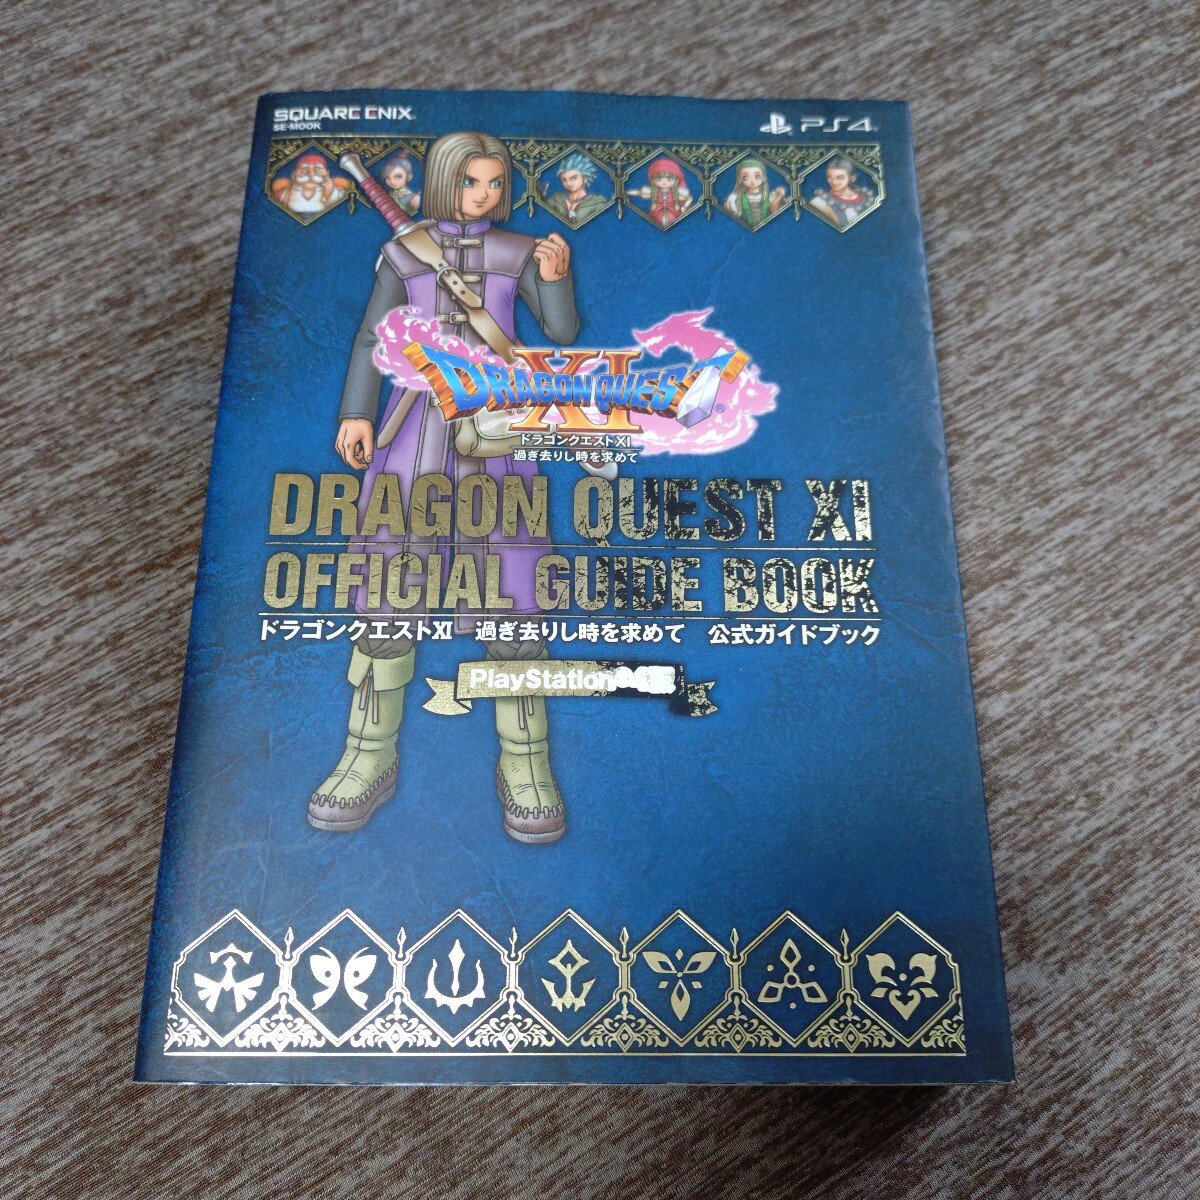 SQUARE ENIX
SE-MOOK
PS4
DRAGON QUEST XI
ドラゴンクエストXI
過ぎ去りし時を求めて
DRAGON QUEST XI
OFFICIAL GUIDE BOOK
ドラゴンクエストXI 過ぎ去りし時を求めて 公式ガイドブック
PlayStation